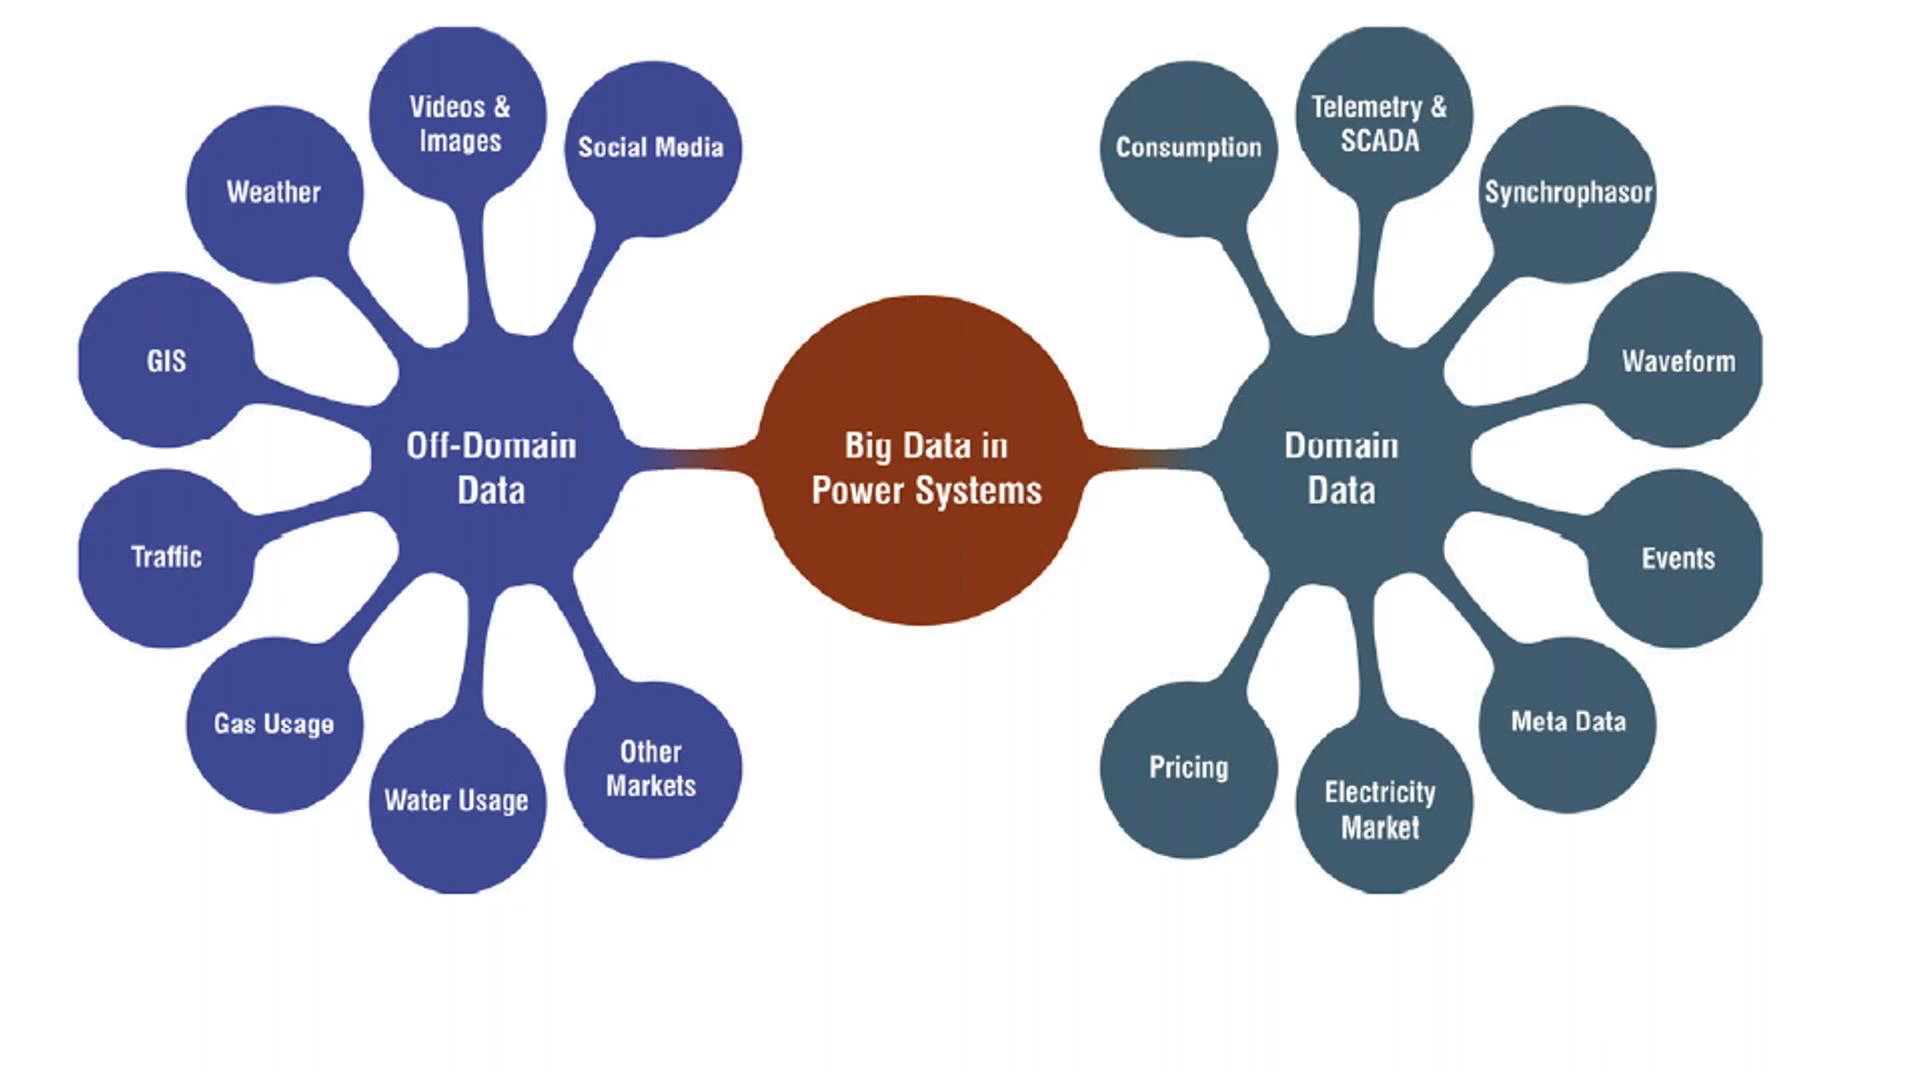 Videos &
Images
Social Media
Weather
GIS
Off-Domain
Data
Traffic
Gas Usage
Water Usage
Other
Markets
Big Data in
Power Systems
Consumption
Telemetry &
SCADA
Synchrophasor
Waveform
Domain
Data
Events
Meta Data
Electricity
Market
Pricing